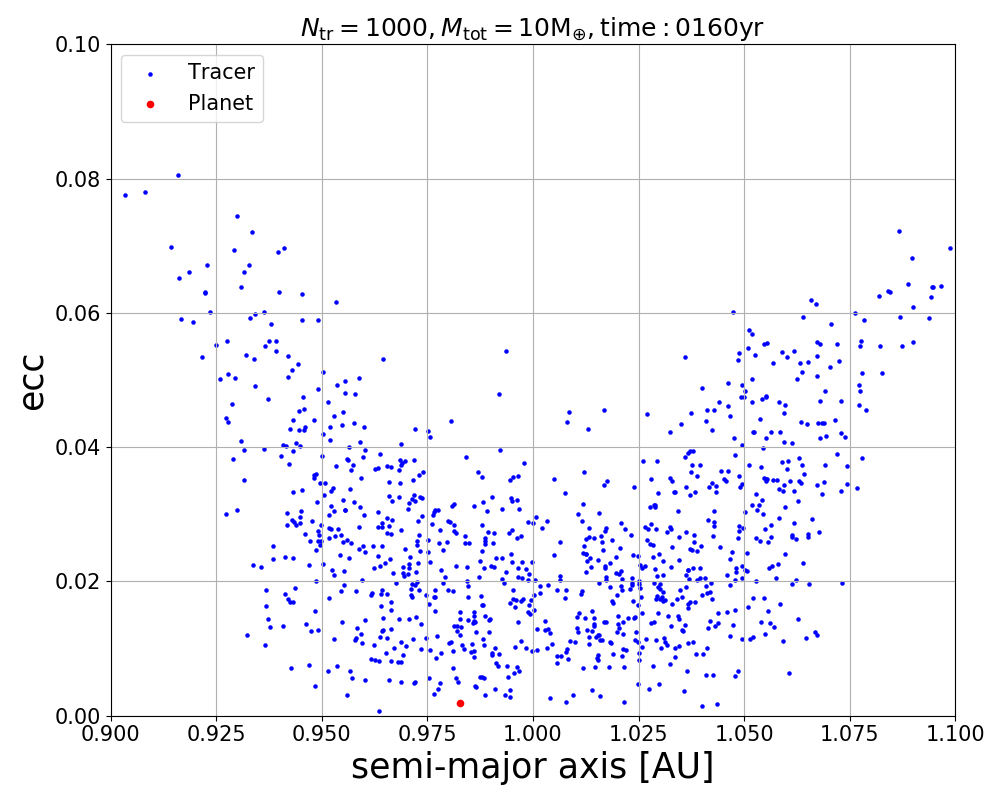 N_tr = 1000, M_tot = 10M_⊕, time : 0160yr
Tracer
Planet
0.10
0.08
0.06
0.04
0.02
0.00
ecc
0.900 0.925 0.950 0.975 1.000 1.025 1.050 1.075 1.100
semi-major axis [AU]